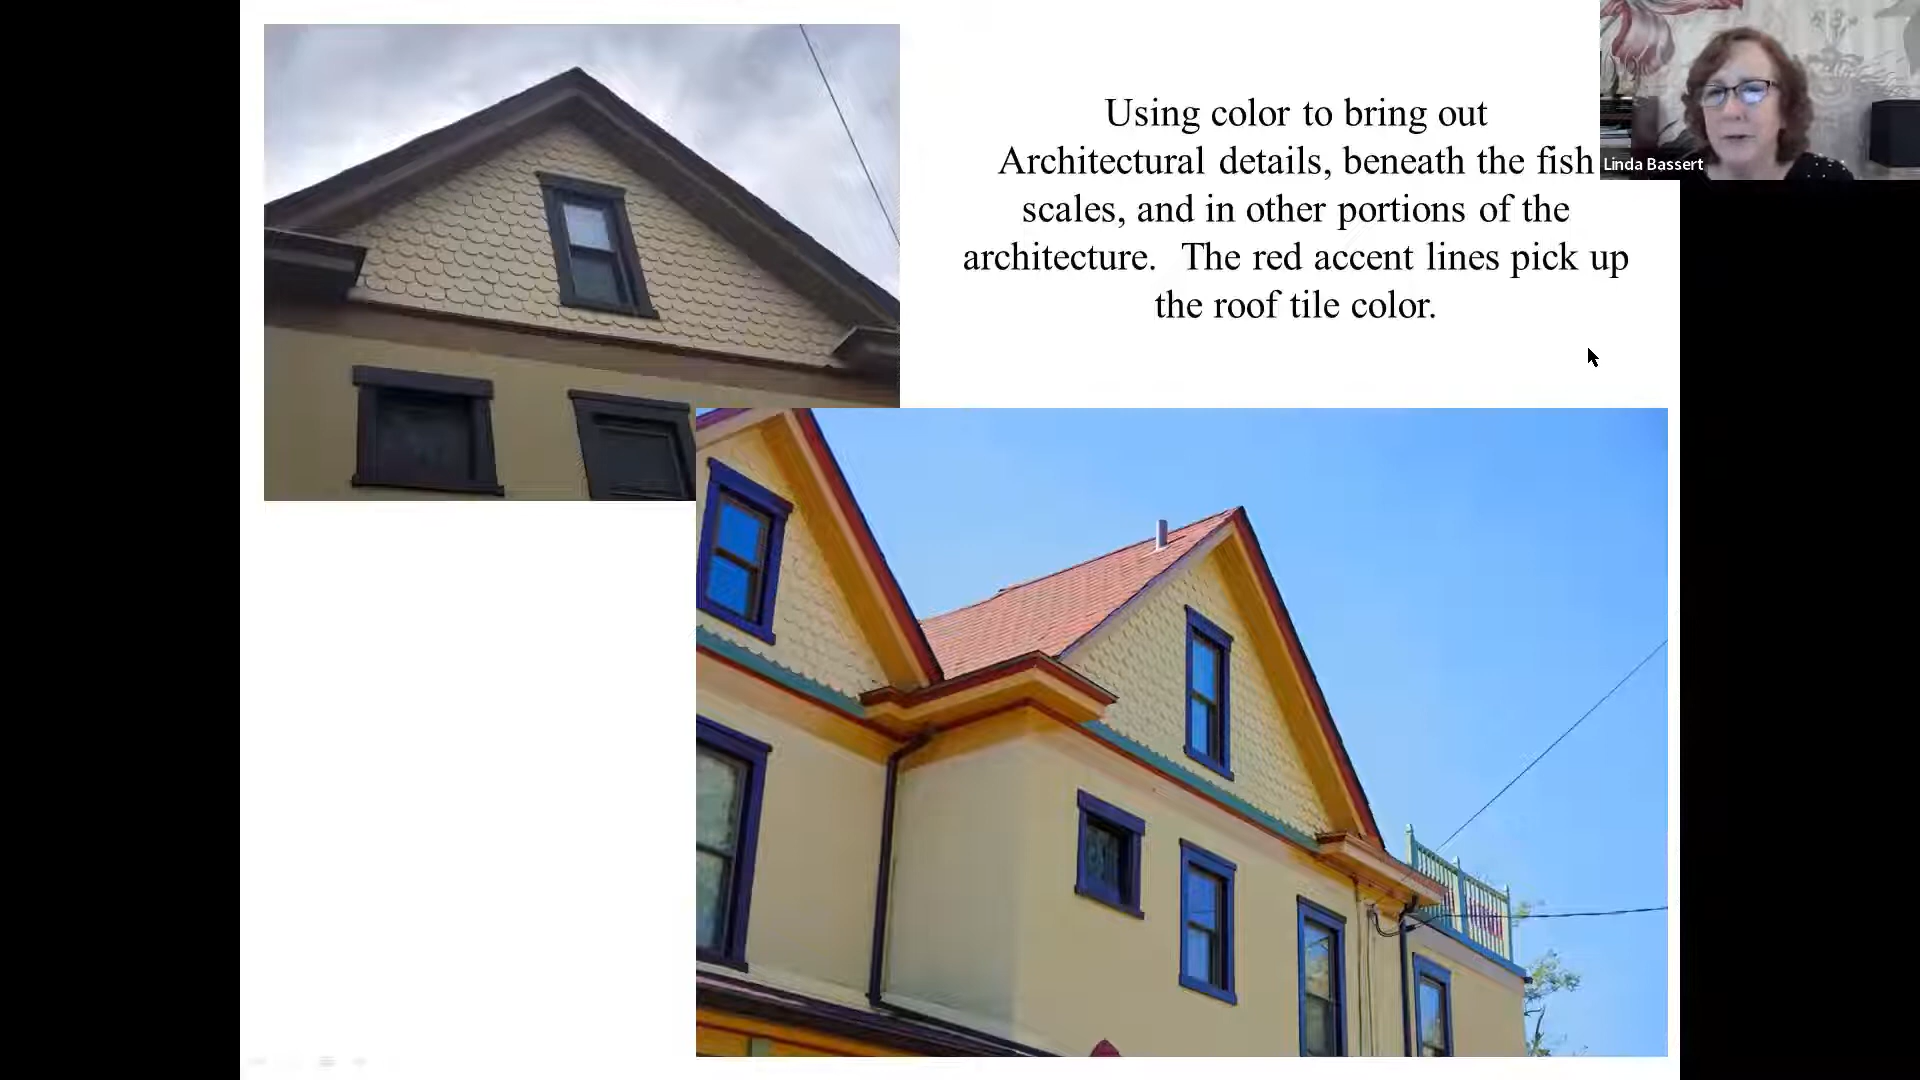 Using color to bring out
Architectural details, beneath the fish
scales, and in other portions of the
architecture. The red accent lines pick up
the roof tile color.
Linda Bassert